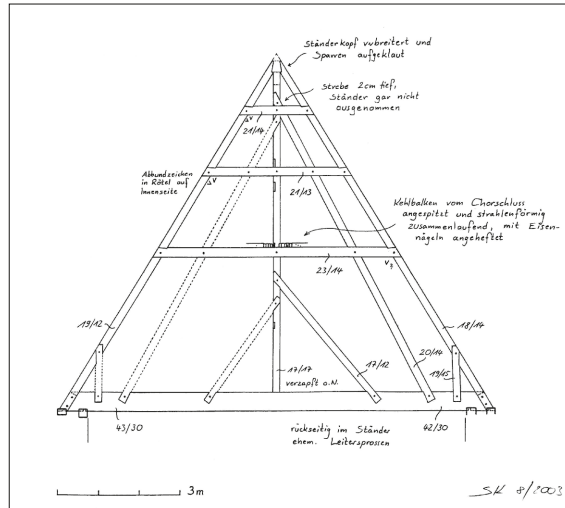 Ständerkopf vubreitert und
Sparren aufgeklaut
Strebe 2cm tief,
Ständer gar nicht
ausgenommen
V
21/14
Abbundzeichen
in Rötel auf
Innenseite
V
21/13
Kehlbalken vom Chorschluss
angespitzt und strahlenförmig
zusammenlaufend, mit Eisen-
nägeln angeheftet
23/14
19/12
18/14
17/17
verzapft o.N.
17/12
20/14
19/15
43/30
42/30
rückseitig im Ständer
ehem. Leitersprossen
3m
SK 8/2003